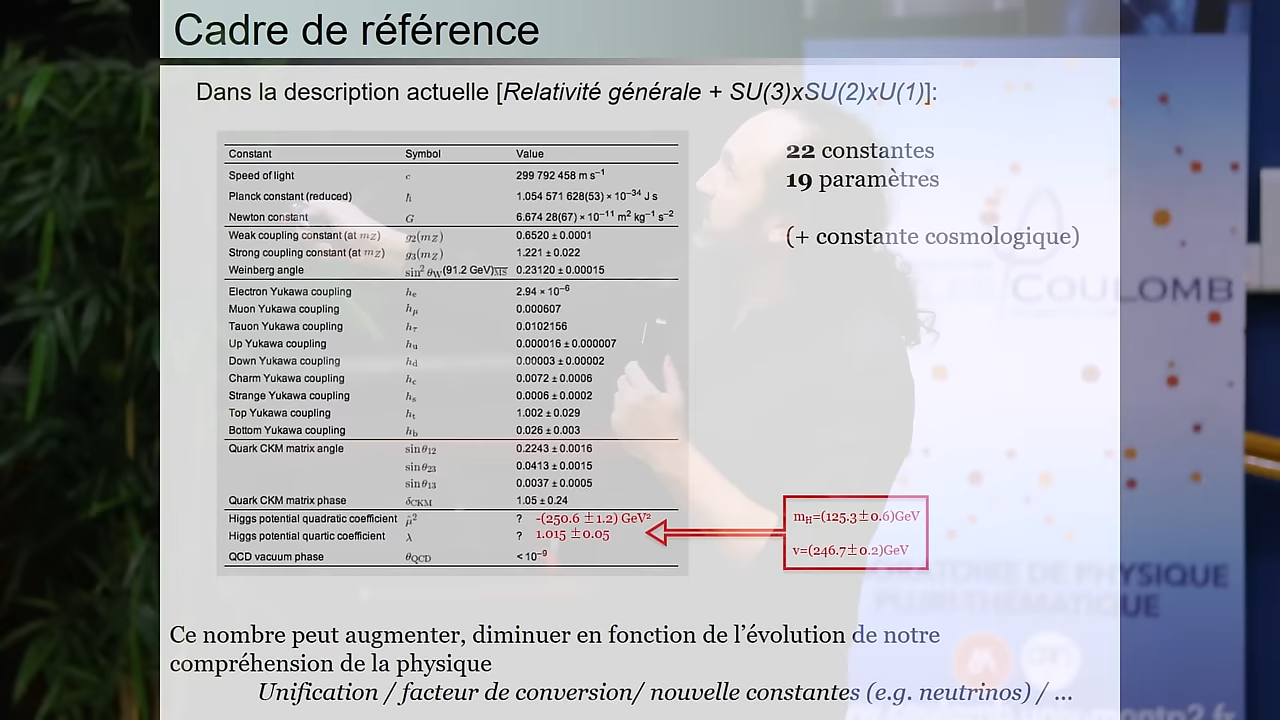 Cadre de référence
Dans la description actuelle [Relativité générale + SU(3)xSU(2)xU(1)]:
Constant Symbol Value
Speed of light c 299 792 458 m s⁻¹
Planck constant (reduced) ℏ 1.054 571 628(53) × 10⁻³⁴ J s
Newton constant G 6.674 28(67) × 10⁻¹¹ m² kg⁻¹ s⁻²
Weak coupling constant (at m_Z) g₂(m_Z) 0.6520 ± 0.0001
Strong coupling constant (at m_Z) g₃(m_Z) 1.221 ± 0.022
Weinberg angle sin² θ_W(91.2 GeV)_MS 0.23120 ± 0.00015
Electron Yukawa coupling h_e 2.94 × 10⁻⁶
Muon Yukawa coupling h_μ 0.000607
Tauon Yukawa coupling h_τ 0.0102156
Up Yukawa coupling h_u 0.000016 ± 0.000007
Down Yukawa coupling h_d 0.00003 ± 0.00002
Charm Yukawa coupling h_c 0.0072 ± 0.0006
Strange Yukawa coupling h_s 0.0006 ± 0.0002
Top Yukawa coupling h_t 1.002 ± 0.029
Bottom Yukawa coupling h_b 0.026 ± 0.003
Quark CKM matrix angle sin θ₁₂ 0.2243 ± 0.0016
sin θ₂₃ 0.0413 ± 0.0015
sin θ₁₃ 0.0037 ± 0.0005
Quark CKM matrix phase δ_CKM 1.05 ± 0.24
Higgs potential quadratic coefficient μ̂² ? -(250.6 ±1.2) GeV²
Higgs potential quartic coefficient λ ? 1.015 ±0.05
QCD vacuum phase θ_QCD < 10⁻⁹
22 constantes
19 paramètres
(+ constante cosmologique)
m_H=(125.3±0.6)GeV
v=(246.7±0.2)GeV
Ce nombre peut augmenter, diminuer en fonction de l'évolution de notre
compréhension de la physique
Unification / facteur de conversion/ nouvelle constantes (e.g. neutrinos) / ...
COULOMB
ORATOIRE DE PHYSIQUE
PLURITHÉMATIQUE